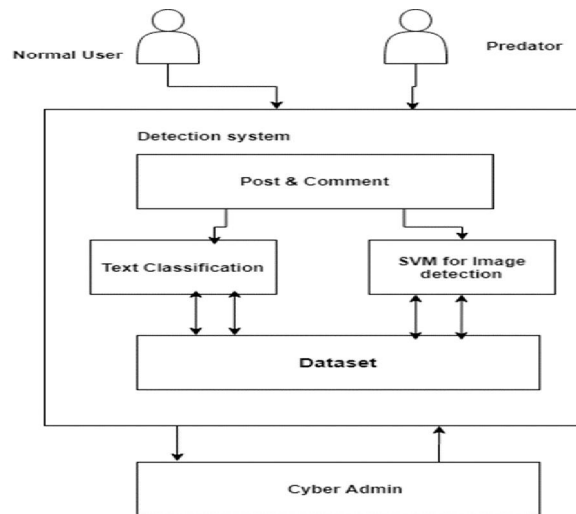 Normal User
Predator
Detection system
Post & Comment
Text Classification
SVM for Image
detection
Dataset
Cyber Admin